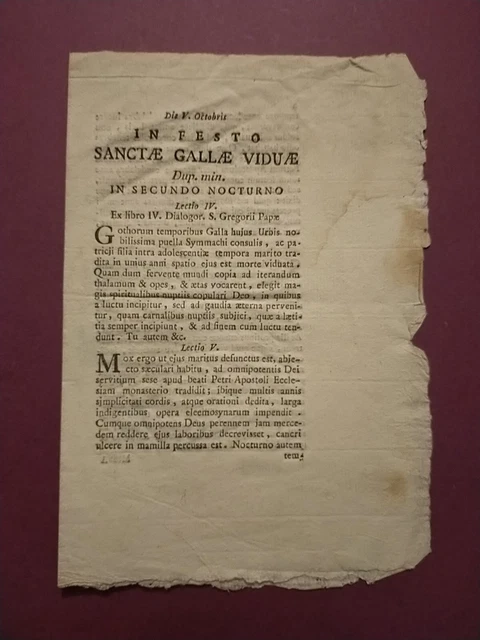 Die V. Octobris
IN FESTO
SANCTÆ GALLÆ VIDUÆ
Dup. min.
IN SECUNDO NOCTURNO
Lectio IV.
Ex libro IV. Dialogor. S. Gregorii Papæ
Gothorum temporibus Galla hujus Urbis no-
bilissima puella Symmachi consulis, ac pa-
tricii filia intra adolescentiæ tempora marito tra-
dita in unius anni spatio ejus est morte viduata.
Quam dum fervente mundi copia ad iterandum
thalamum & opes, & ætas vocarent, elegit ma-
gis spiritualibus nuptiis copulari Deo, in quibus
a luctu incipitur, sed ad gaudia æterna perveni-
tur, quam carnalibus nuptiis subjici, quæ a læti-
tia semper incipiunt, & ad finem cum luctu ten-
dunt. Tu autem &c.
Lectio V.
Mox ergo ut ejus maritus defunctus est, abje-
cto sæculari habitu, ad omnipotentis Dei
servitium sese apud beati Petri Apostoli Eccle-
siam monasterio tradidit; ibique multis annis
simplicitati cordis, atque orationi dedita, larga
indigentibus opera eleemosynarum impendit.
Cumque omnipotens Deus perennem jam merce-
dem reddere ejus laboribus decrevisset, cancri
ulcere in mamilla percussa est. Nocturno autem
tem-